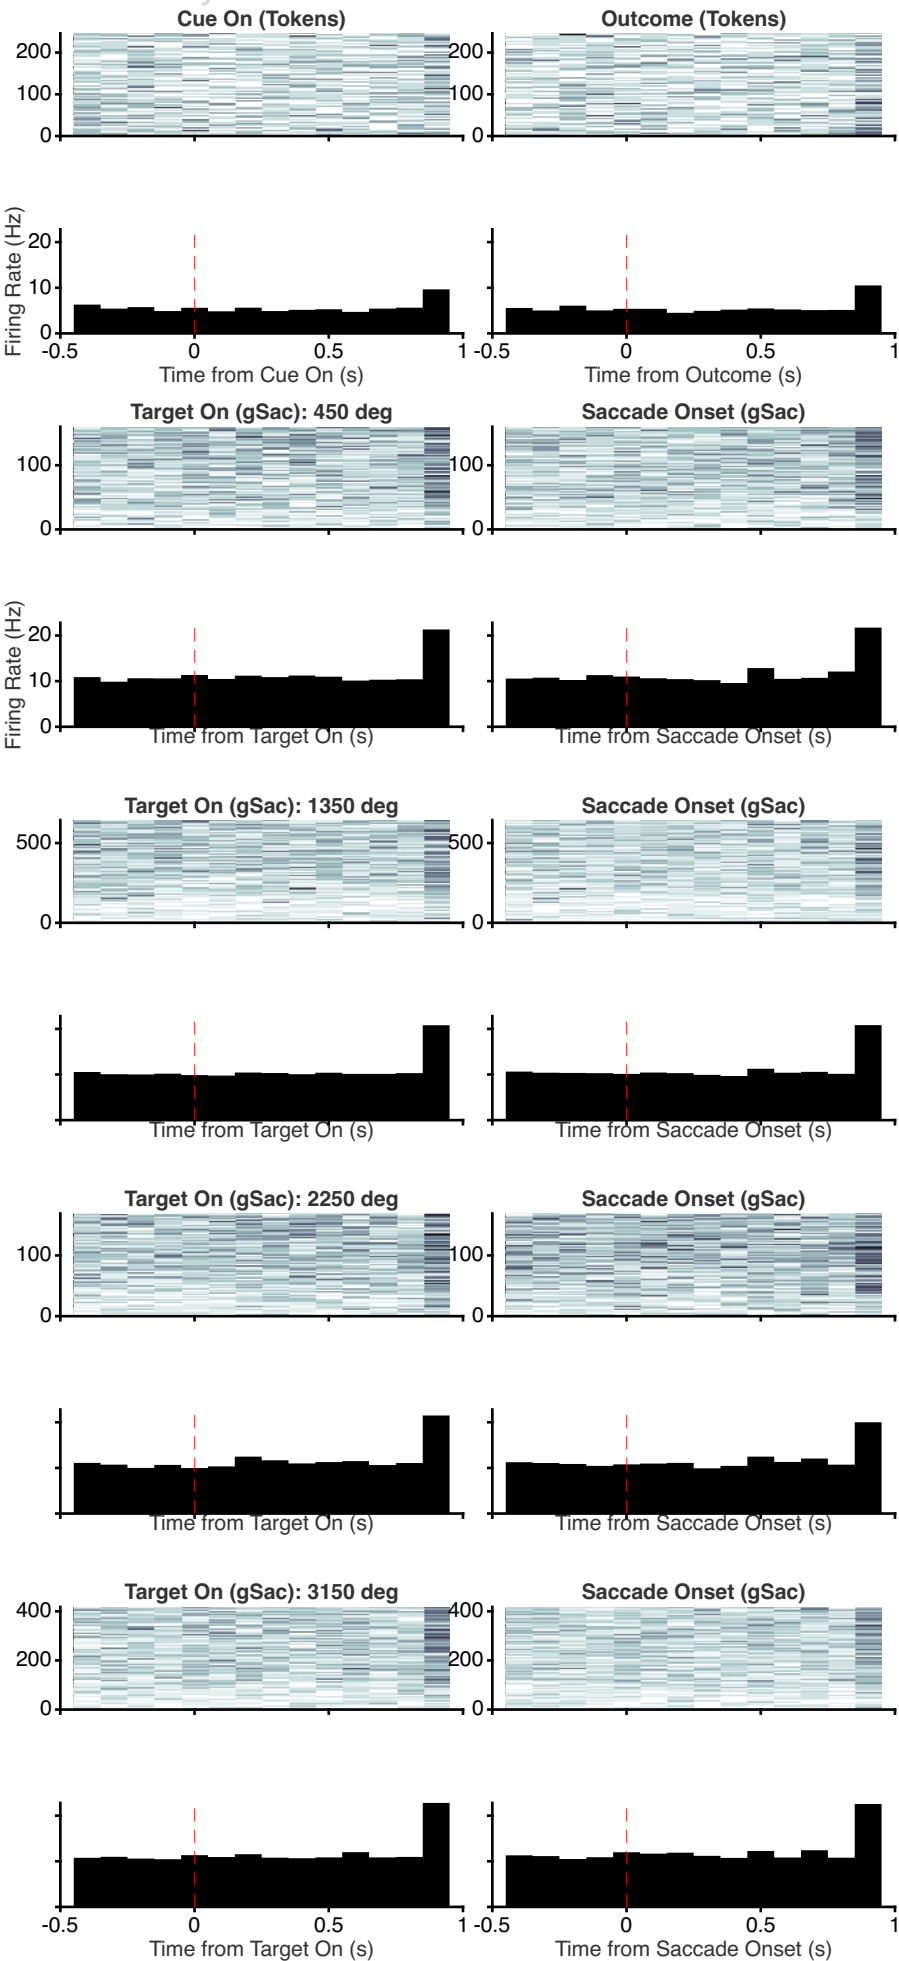 Cue On (Tokens) Outcome (Tokens)
200 200
100 100
0 0
Firing Rate (Hz)
20
10
0
-0.5 0 0.5 1 -0.5 0 0.5 1
Time from Cue On (s) Time from Outcome (s)
Target On (gSac): 450 deg Saccade Onset (gSac)
100 100
0 0
Firing Rate (Hz)
20
10
0
Time from Target On (s) Time from Saccade Onset (s)
Target On (gSac): 1350 deg Saccade Onset (gSac)
500 500
0 0
Time from Target On (s) Time from Saccade Onset (s)
Target On (gSac): 2250 deg Saccade Onset (gSac)
100 100
0 0
Time from Target On (s) Time from Saccade Onset (s)
Target On (gSac): 3150 deg Saccade Onset (gSac)
400 400
200 200
0 0
-0.5 0 0.5 1 -0.5 0 0.5 1
Time from Target On (s) Time from Saccade Onset (s)